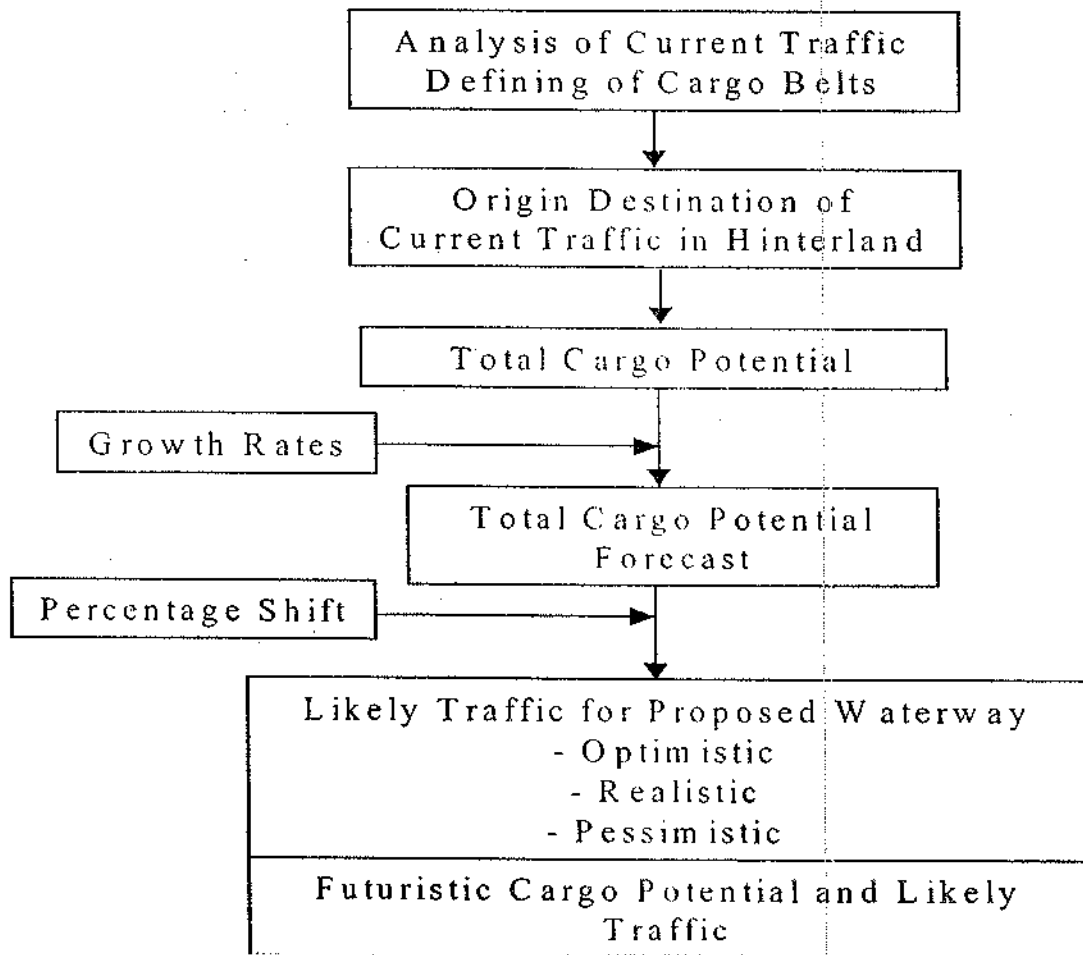 Analysis of Current Traffic
Defining of Cargo Belts
Origin Destination of
Current Traffic in Hinterland
Total Cargo Potential
Growth Rates
Total Cargo Potential
Forecast
Percentage Shift
Likely Traffic for Proposed Waterway
- Optimistic
- Realistic
- Pessimistic
Futuristic Cargo Potential and Likely
Traffic